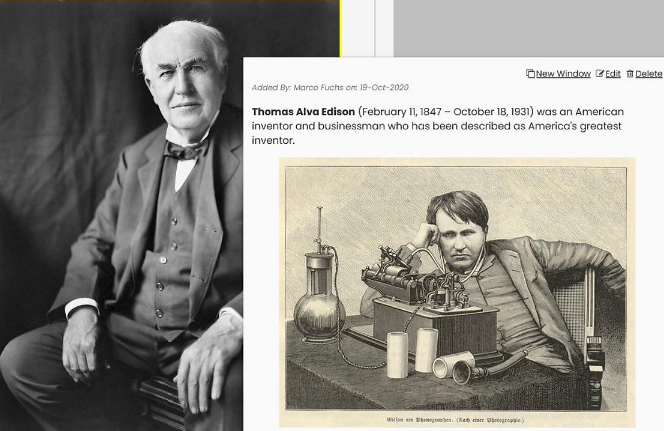 New Window Edit Delete
Added By: Marco Fuchs on: 19-Oct-2020
Thomas Alva Edison (February 11, 1847 – October 18, 1931) was an American
inventor and businessman who has been described as America's greatest
inventor.
Edison am Phonographen. (Nach einer Photographie.)